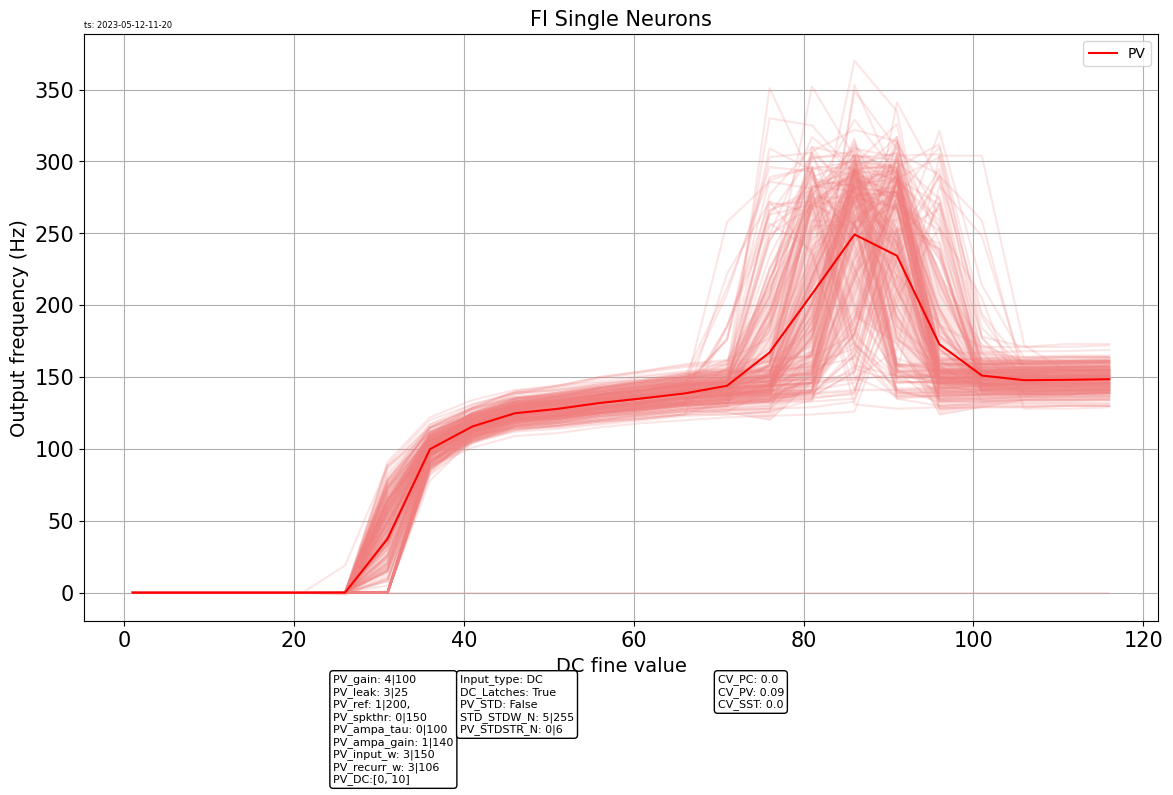 FI Single Neurons
ts: 2023-05-12-11-20
PV
Output frequency (Hz)
350
300
250
200
150
100
50
0
0 20 40 60 80 100 120
DC fine value
PV_gain: 4|100
PV_leak: 3|25
PV_ref: 1|200,
PV_spkthr: 0|150
PV_ampa_tau: 0|100
PV_ampa_gain: 1|140
PV_input_w: 3|150
PV_recurr_w: 3|106
PV_DC:[0, 10]
Input_type: DC
DC_Latches: True
PV_STD: False
STD_STDW_N: 5|255
PV_STDSTR_N: 0|6
CV_PC: 0.0
CV_PV: 0.09
CV_SST: 0.0